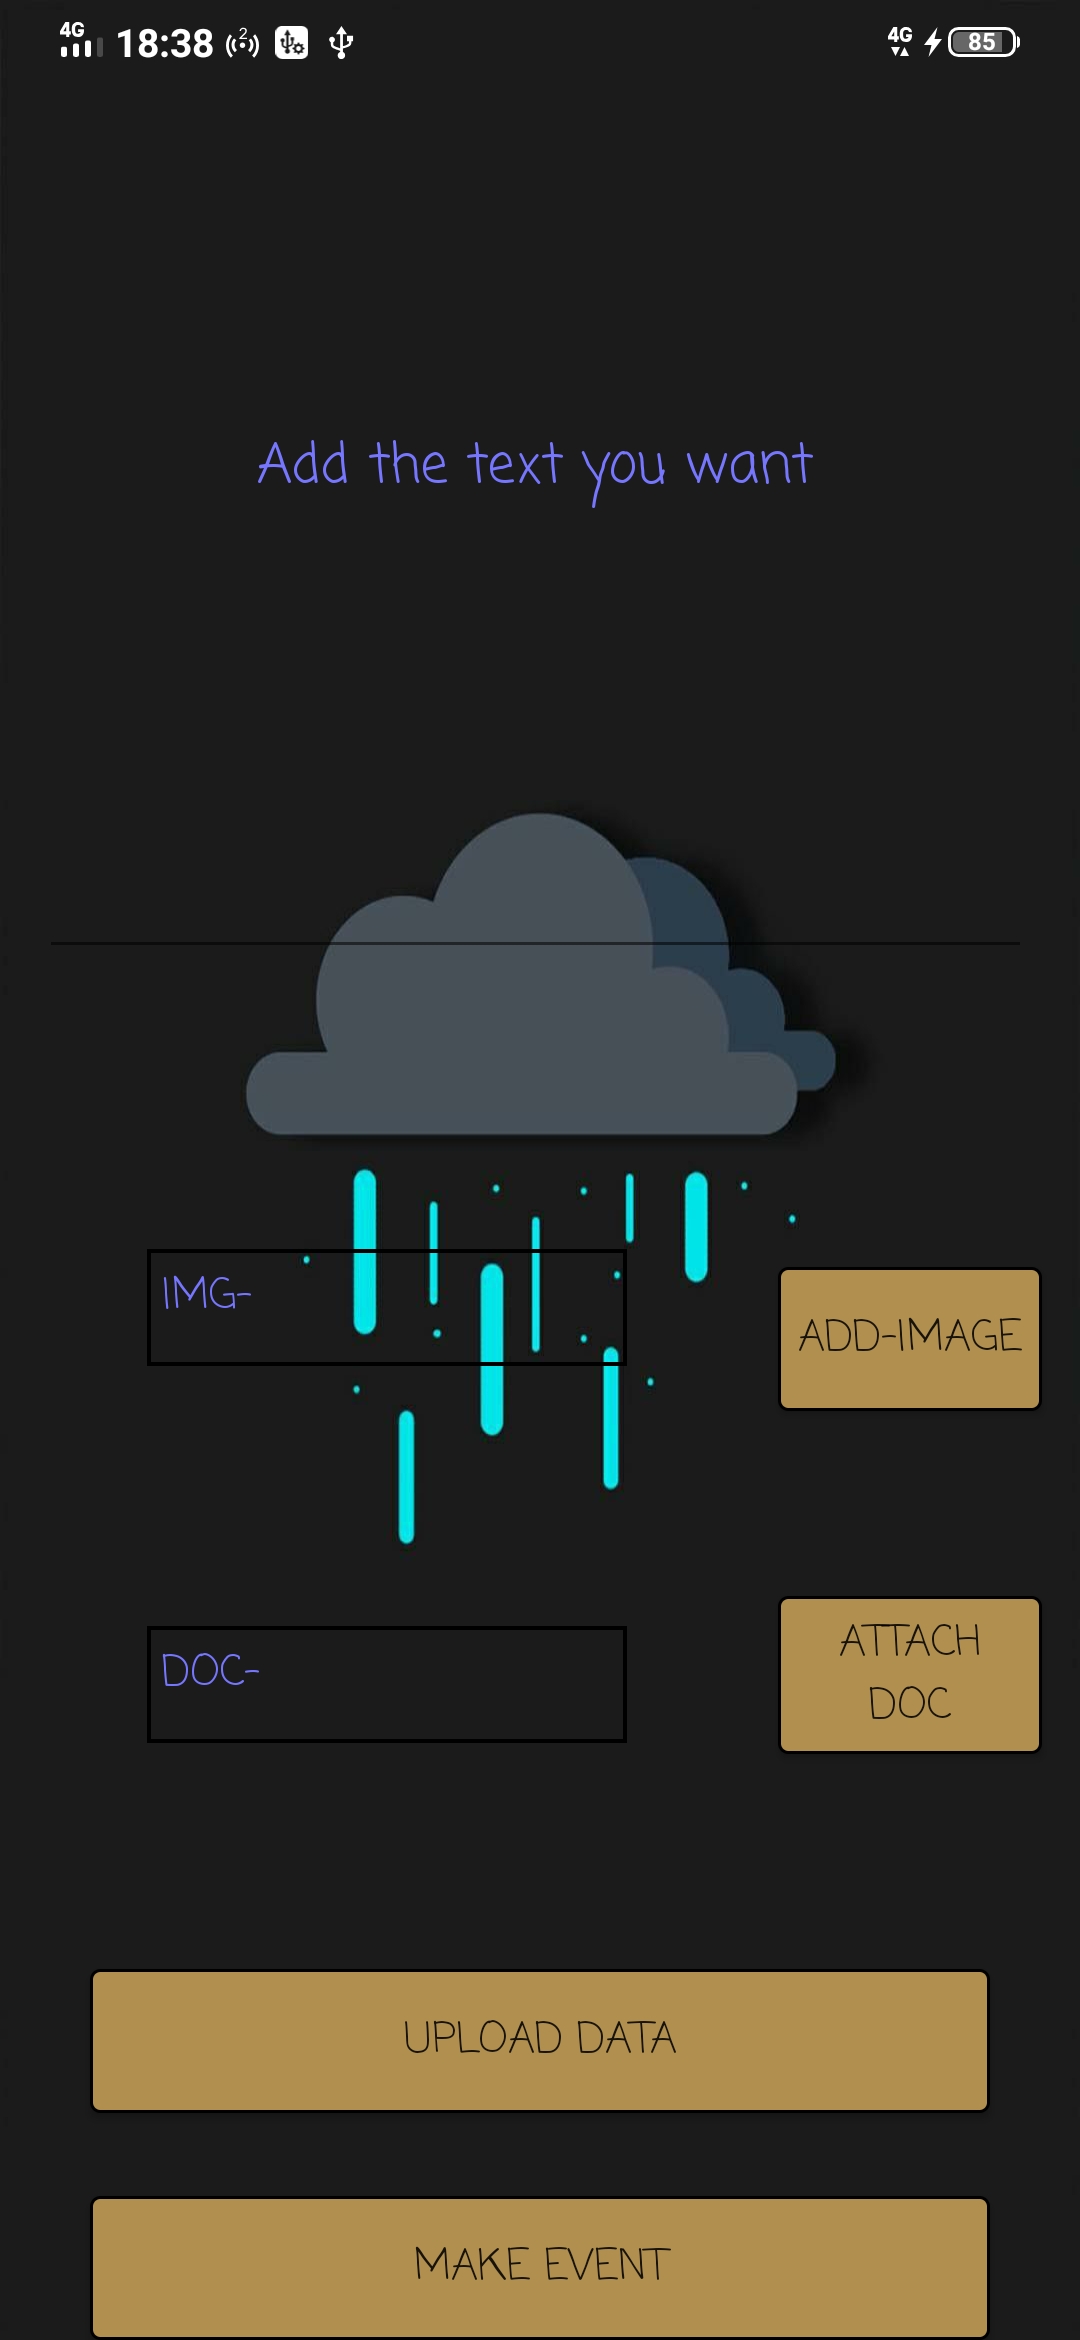 4G 18:38 2 4G 85
Add the text you want
IMG-
ADD-IMAGE
ATTACH
DOC
DOC-
UPLOAD DATA
MAKE EVENT